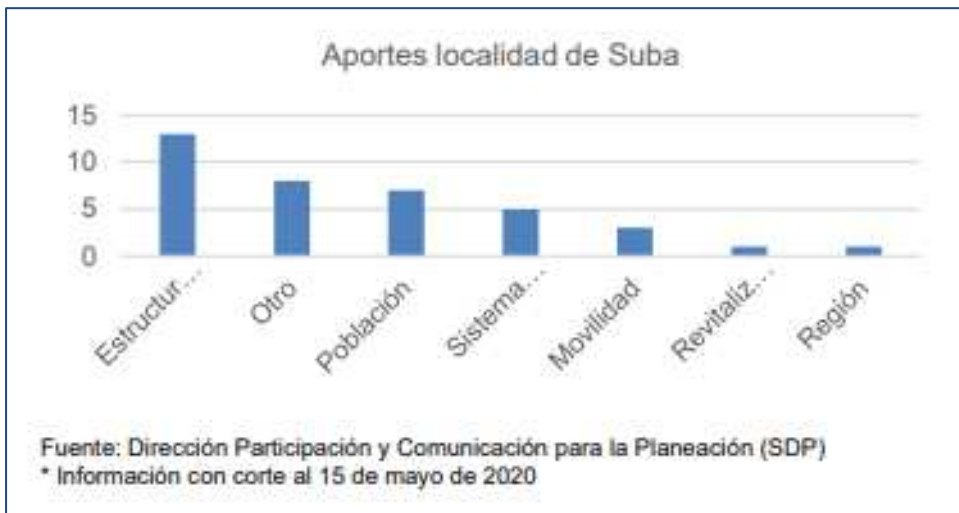 Aportes localidad de Suba
15
10
5
0
Estructur...
Otro
Población
Sistema...
Movilidad
Revitaliz...
Región
Fuente: Dirección Participación y Comunicación para la Planeación (SDP)
* Información con corte al 15 de mayo de 2020